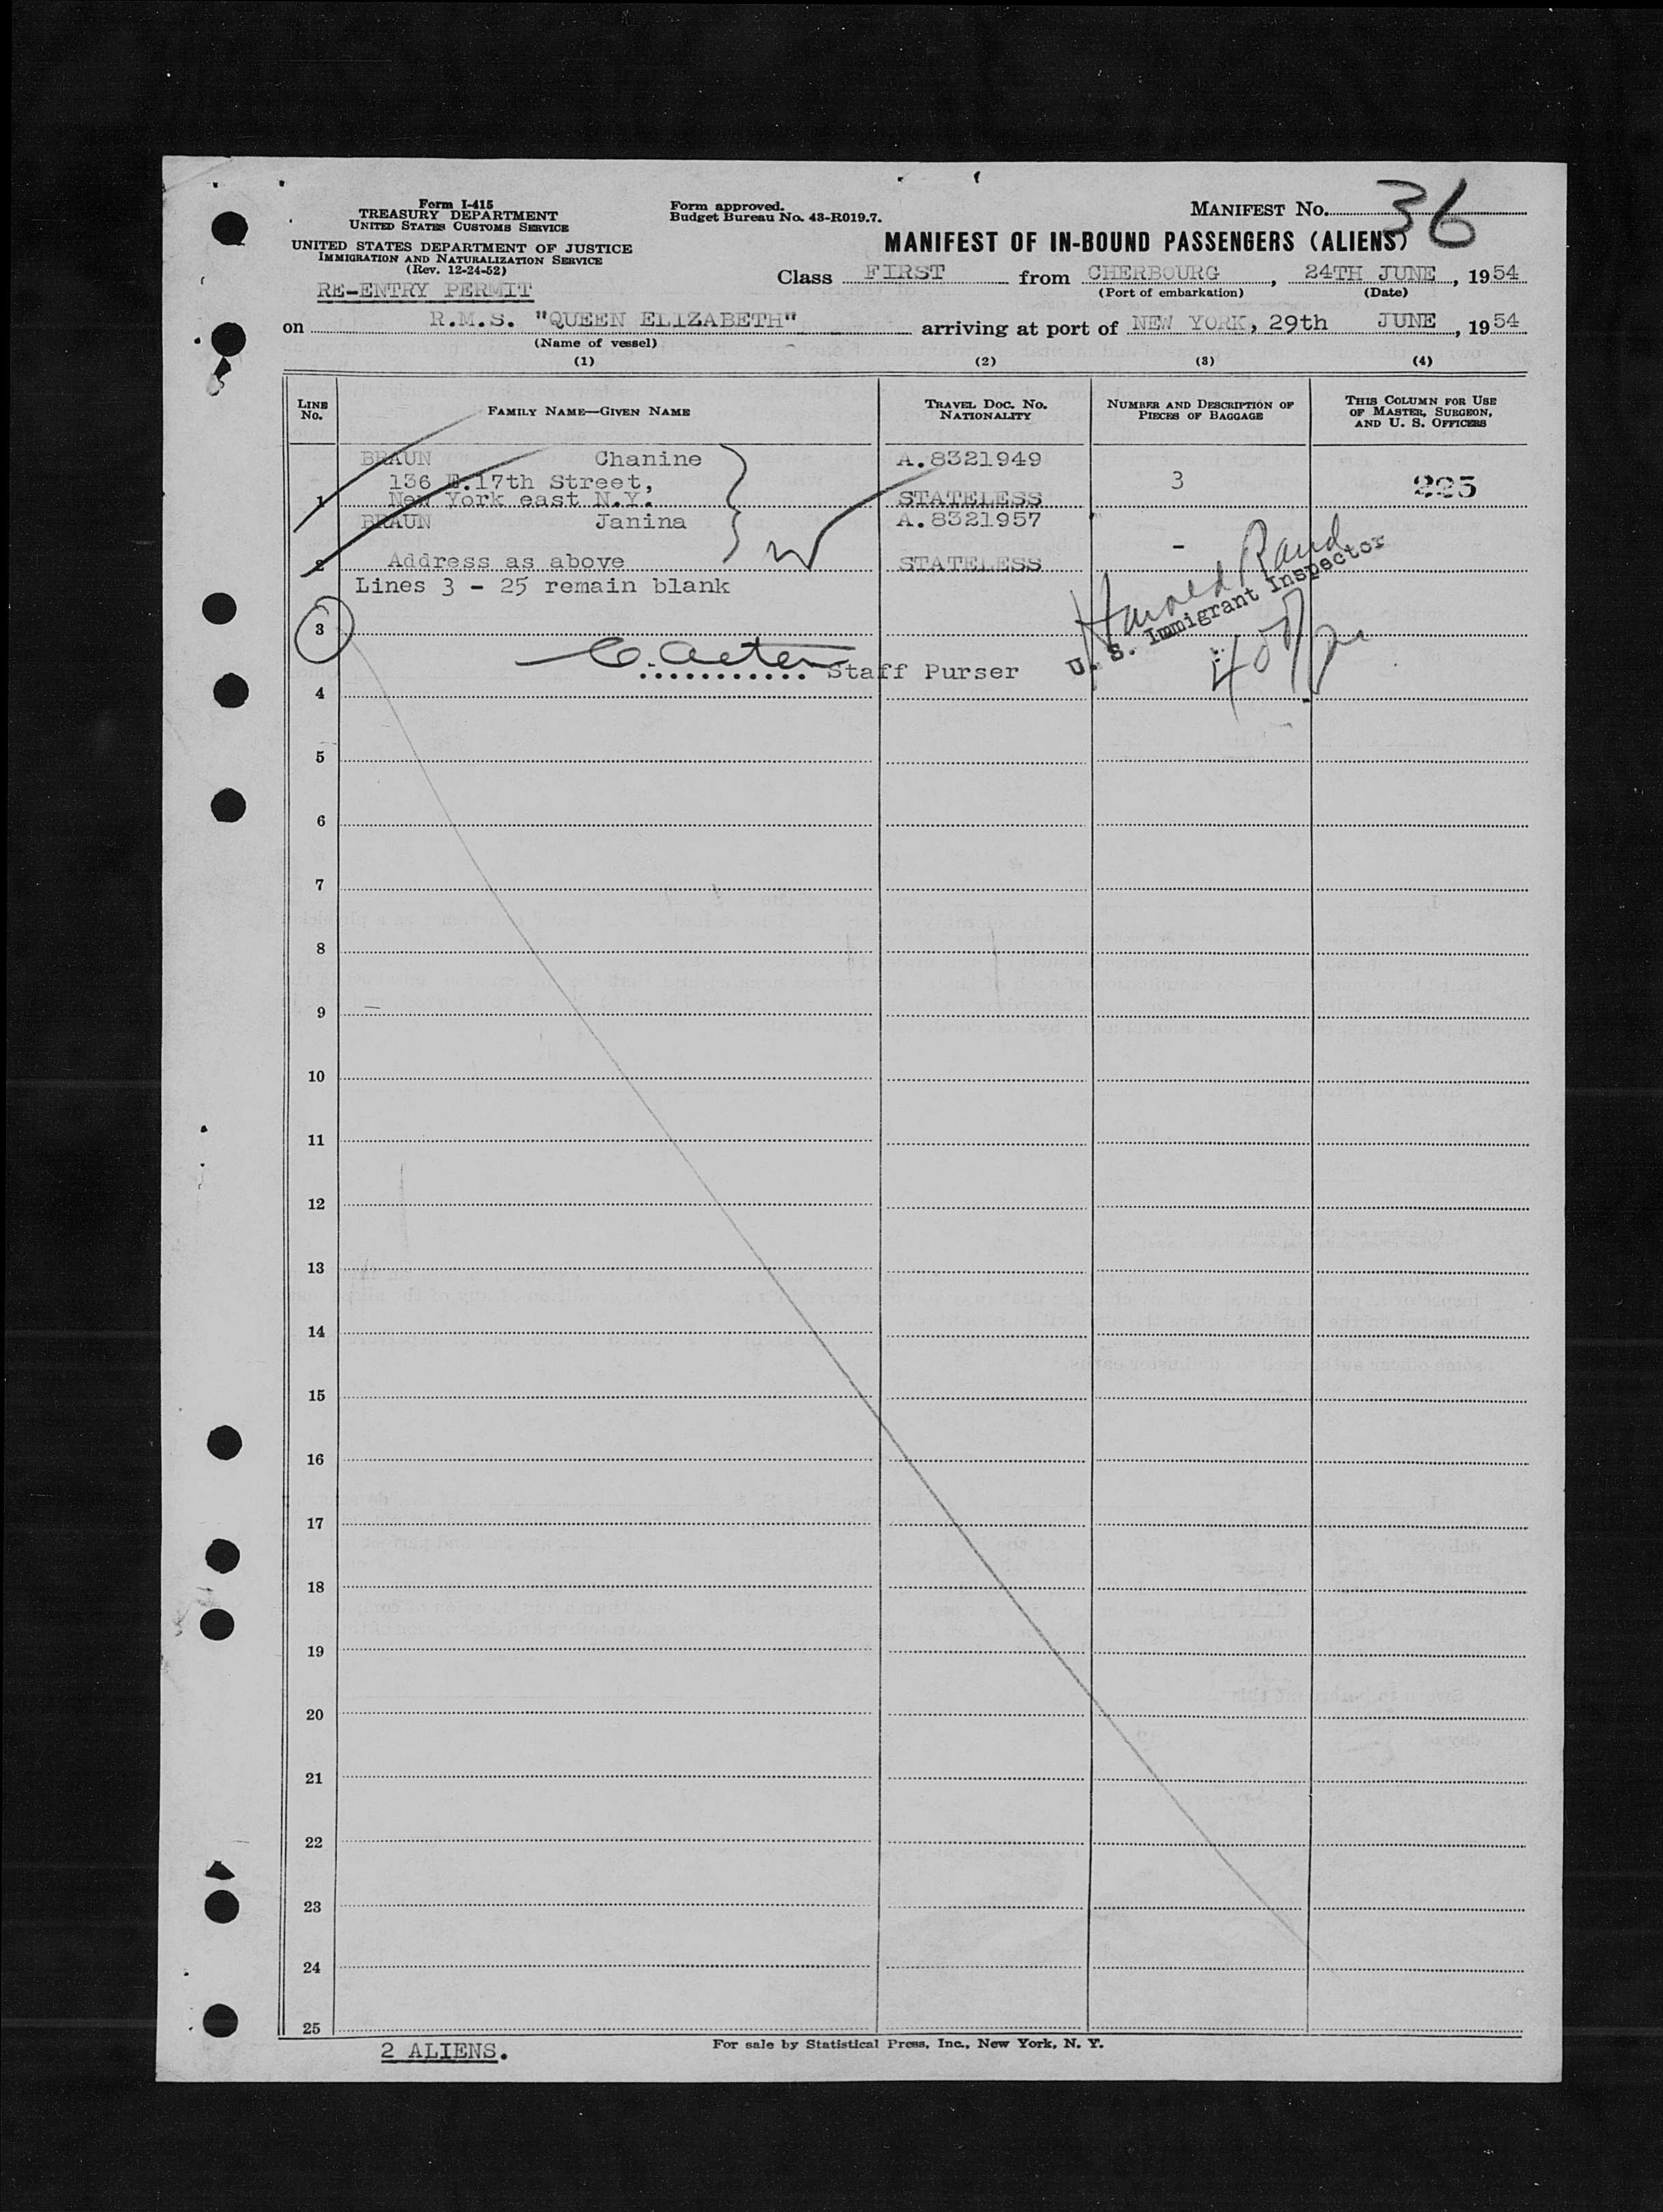 Form I-415
TREASURY DEPARTMENT
UNITED STATES CUSTOMS SERVICE
UNITED STATES DEPARTMENT OF JUSTICE
IMMIGRATION AND NATURALIZATION SERVICE
(Rev. 12-24-52)
RE-ENTRY PERMIT
Form approved.
Budget Bureau No. 43-R019.7.
MANIFEST No. 36
MANIFEST OF IN-BOUND PASSENGERS (ALIENS)
Class FIRST from CHERBOURG, 24TH JUNE, 1954
(Port of embarkation) (Date)
on R.M.S. "QUEEN ELIZABETH" arriving at port of NEW YORK, 29th JUNE, 1954
(Name of vessel)
(1) (2) (3) (4)
LINE No. FAMILY NAME—GIVEN NAME TRAVEL DOC. No. NATIONALITY NUMBER AND DESCRIPTION OF PIECES OF BAGGAGE THIS COLUMN FOR USE OF MASTER, SURGEON, AND U. S. OFFICERS
BRAUN Chanine A.8321949
136 E.17th Street, 3 225
1 New York east N.Y. STATELESS
BRAUN Janina A.8321957
-
2 Address as above STATELESS
Lines 3 - 25 remain blank
Harold Rand
U. S. Immigrant Inspector
3
Staff Purser
4
5
6
7
8
9
10
11
12
13
14
15
16
17
18
19
20
21
22
23
24
25
2 ALIENS.
For sale by Statistical Press, Inc., New York, N. Y.